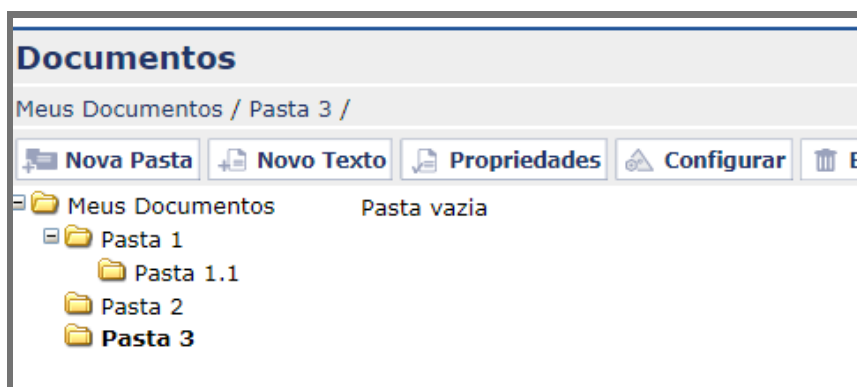 Documentos
Meus Documentos / Pasta 3 /
Nova Pasta Novo Texto Propriedades Configurar
Meus Documentos Pasta vazia
Pasta 1
Pasta 1.1
Pasta 2
Pasta 3